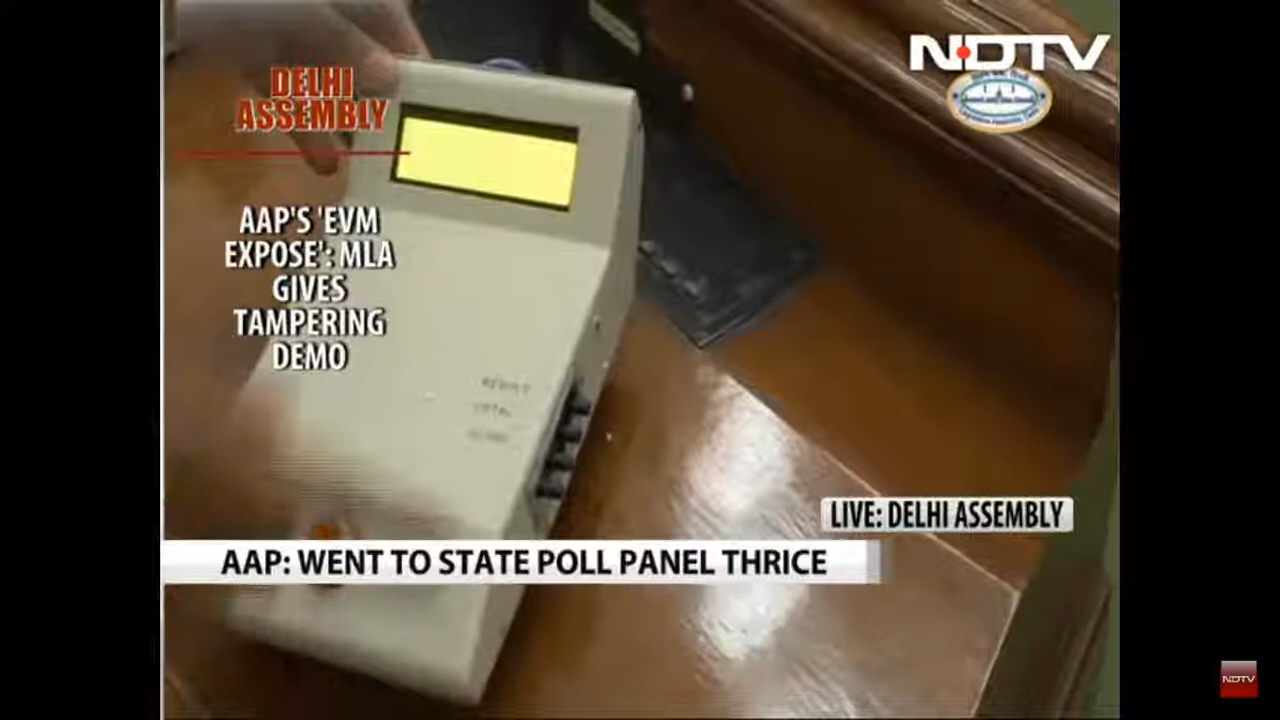 NDTV
DELHI
ASSEMBLY
AAP'S 'EVM
EXPOSE': MLA
GIVES
TAMPERING
DEMO
LIVE: DELHI ASSEMBLY
AAP: WENT TO STATE POLL PANEL THRICE
NDTV